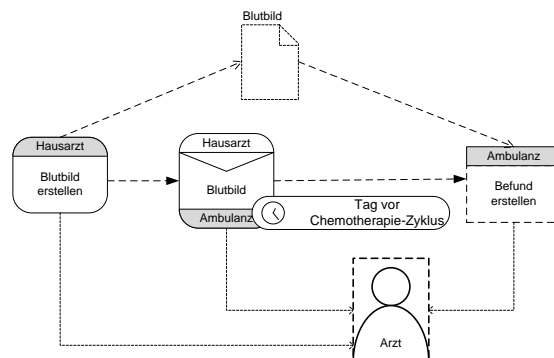 Blutbild
Hausarzt
Blutbild
erstellen
Hausarzt
Blutbild
Ambulanz
Tag vor
Chemotherapie-Zyklus
Ambulanz
Befund
erstellen
Arzt